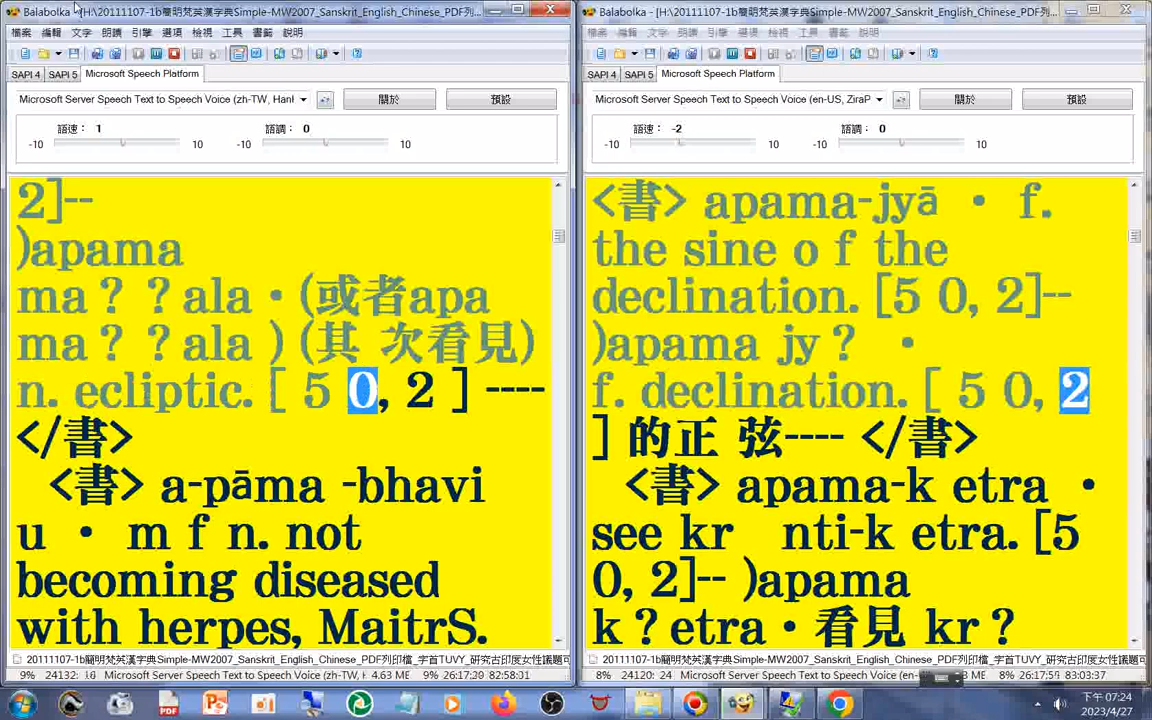 Balabolka - [H:\20111107-1b簡明梵英漢字典Simple-MW2007_Sanskrit_English_Chinese_PDF列...
檔案 編輯 文字 朗讀 引擎 選項 檢視 工具 書籤 說明
SAPI 4 SAPI 5 Microsoft Speech Platform
Microsoft Server Speech Text to Speech Voice (zh-TW, Hanl
關於 預設
語速： 1 語調： 0
-10 10 -10 10
2]--
)apama
ma？？ala・(或者apa
ma？？ala ) (其 次看見)
n. ecliptic. [ 5 0, 2 ] ----
</書>
<書> a-pāma -bhavi
u ・ m f n. not
becoming diseased
with herpes, MaitrS.
20111107-1b簡明梵英漢字典Simple-MW2007_Sanskrit_English_Chinese_PDF列印檔_字首TUVY_研究古印度女性議題可
9% 24132: 16 Microsoft Server Speech Text to Speech Voice (zh-TW, H 4.63 ME 9% 26:17:39 82:58:01
Balabolka - [H:\20111107-1b簡明梵英漢字典Simple-MW2007_Sanskrit_English_Chinese_PDF列...
檔案 編輯 文字 朗讀 引擎 選項 檢視 工具 書籤 說明
SAPI 4 SAPI 5 Microsoft Speech Platform
Microsoft Server Speech Text to Speech Voice (en-US, ZiraP
關於 預設
語速： -2 語調： 0
-10 10 -10 10
<書> apama-jyā ・ f.
the sine o f the
declination. [5 0, 2]--
)apama jy？ ・
f. declination. [ 5 0, 2
] 的正 弦---- </書>
<書> apama-k etra ・
see kr nti-k etra. [5
0, 2]-- )apama
k？etra・看見 kr？
20111107-1b簡明梵英漢字典Simple-MW2007_Sanskrit_English_Chinese_PDF列印檔_字首TUVY_研究古印度女性議題可
8% 24120: 24 Microsoft Server Speech Text to Speech Voice (en-US, Z 4.63 ME 8% 26:17:55 83:03:37
下午 07:24
2023/4/27